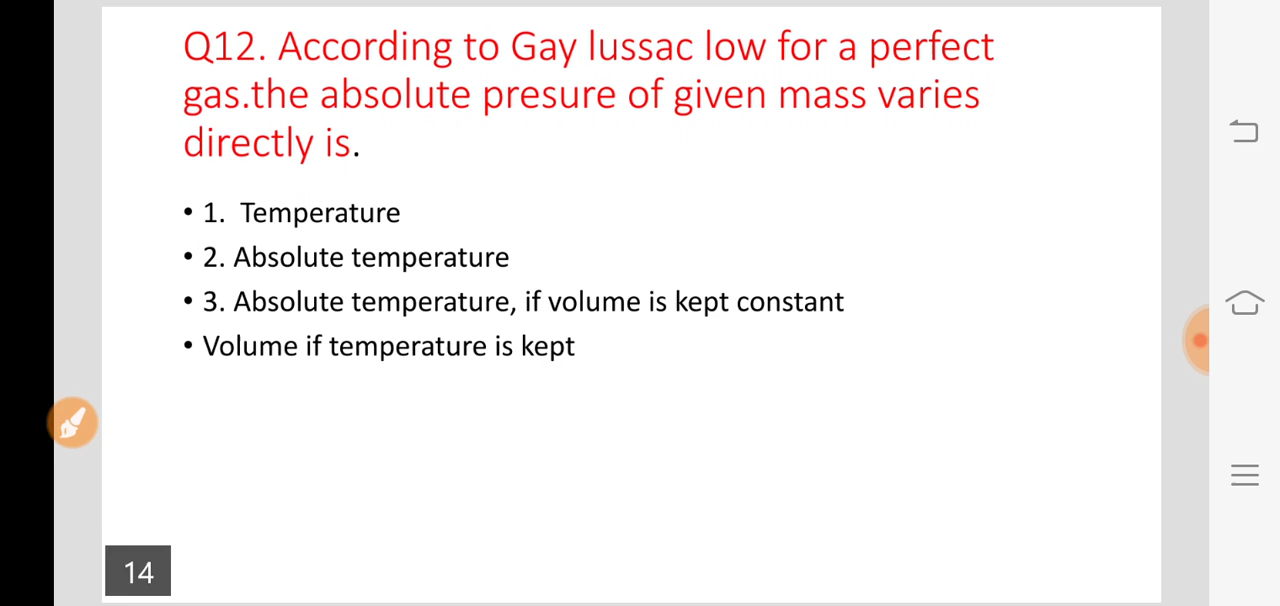 Q12. According to Gay lussac low for a perfect
gas.the absolute presure of given mass varies
directly is.
• 1. Temperature
• 2. Absolute temperature
• 3. Absolute temperature, if volume is kept constant
• Volume if temperature is kept
14